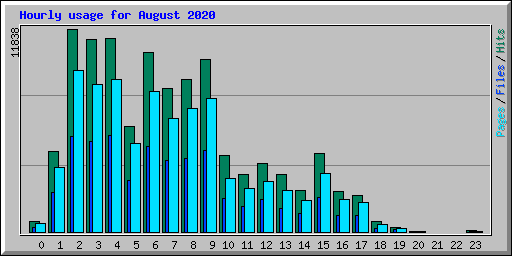 Hourly usage for August 2020
11838
Pages / Files / Hits
0 1 2 3 4 5 6 7 8 9 10 11 12 13 14 15 16 17 18 19 20 21 22 23